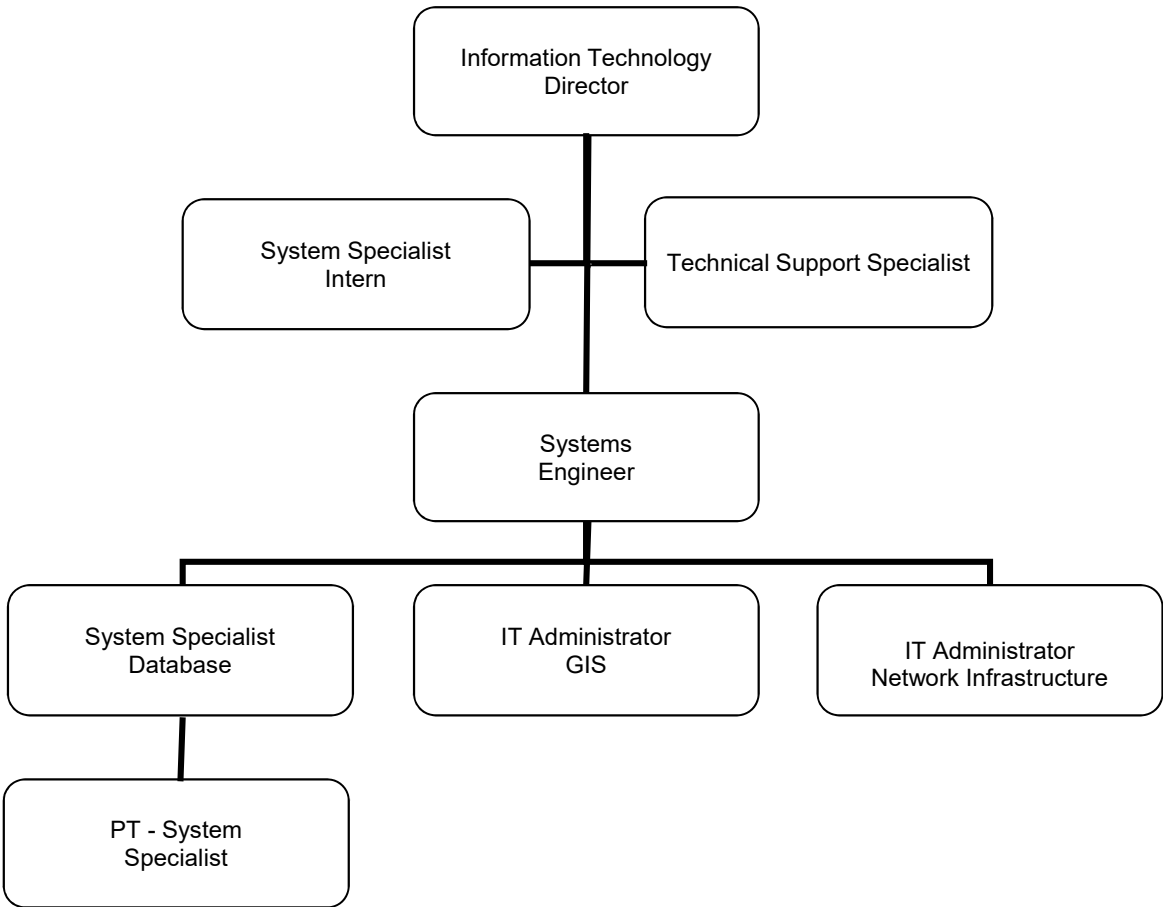 Information Technology
Director
System Specialist
Intern
Technical Support Specialist
Systems
Engineer
System Specialist
Database
IT Administrator
GIS
IT Administrator
Network Infrastructure
PT - System
Specialist